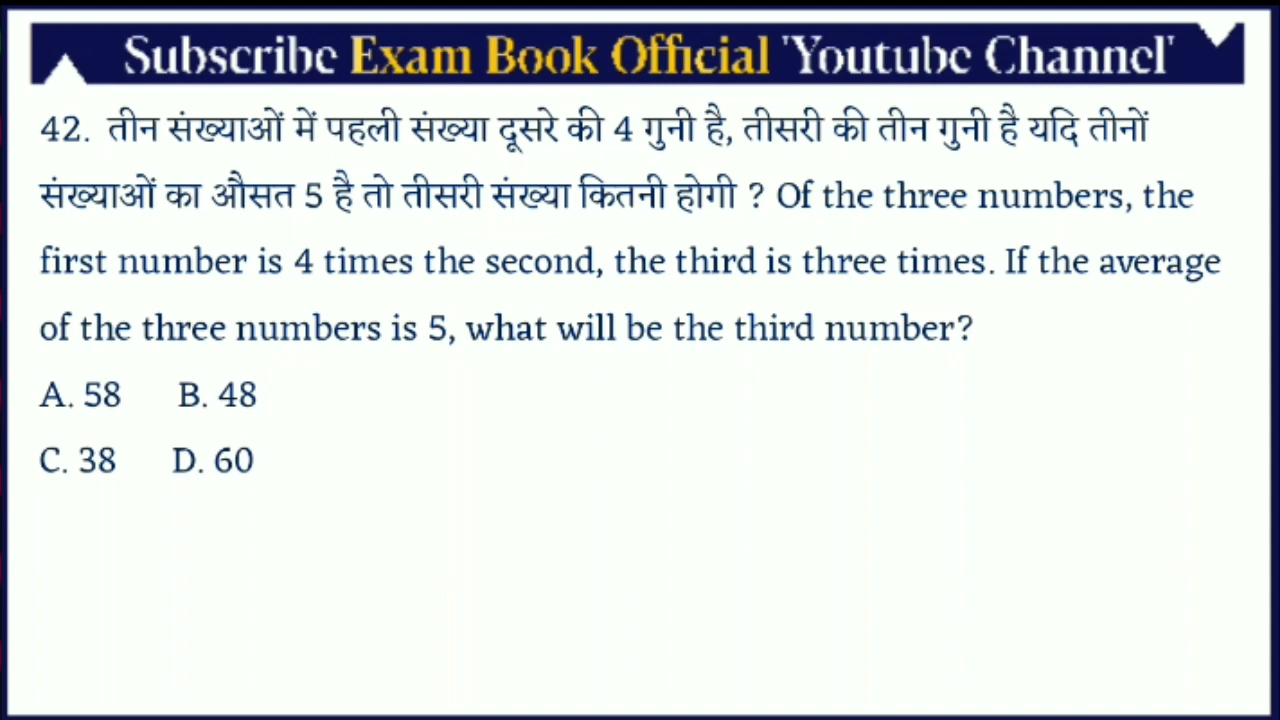 Subscribe Exam Book Official 'Youtube Channel'
42. तीन संख्याओं में पहली संख्या दूसरे की 4 गुनी है, तीसरी की तीन गुनी है यदि तीनों
संख्याओं का औसत 5 है तो तीसरी संख्या कितनी होगी ? Of the three numbers, the
first number is 4 times the second, the third is three times. If the average
of the three numbers is 5, what will be the third number?
A. 58 B. 48
C. 38 D. 60